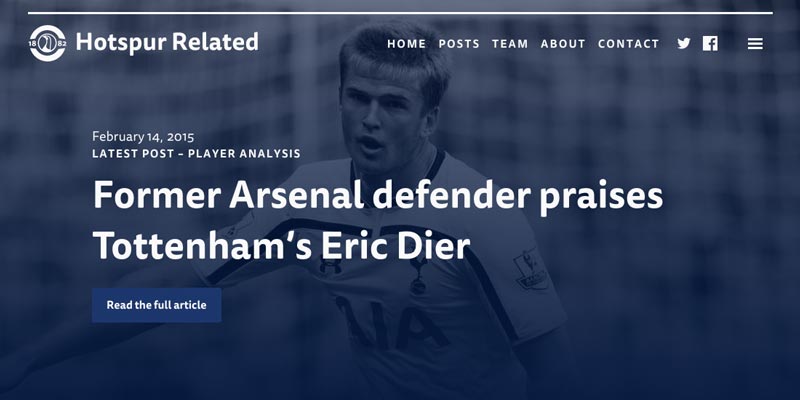 18 82 Hotspur Related
HOME POSTS TEAM ABOUT CONTACT
February 14, 2015
LATEST POST – PLAYER ANALYSIS
Former Arsenal defender praises
Tottenham's Eric Dier
Read the full article
AIA